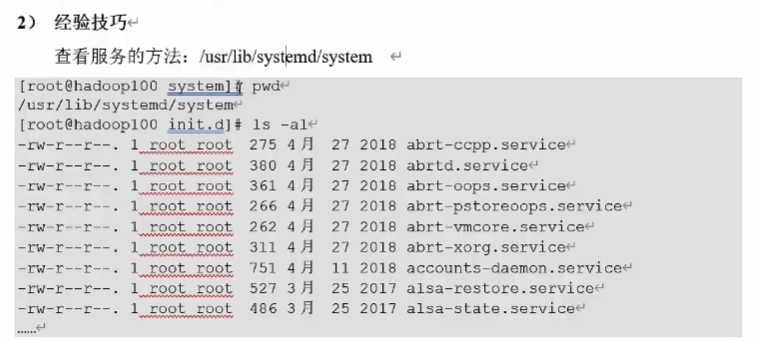 2） 经验技巧
查看服务的方法：/usr/lib/systemd/system
[root@hadoop100 system]# pwd
/usr/lib/systemd/system
[root@hadoop100 init.d]# ls -al
-rw-r--r--. 1 root root 275 4月 27 2018 abrt-ccpp.service
-rw-r--r--. 1 root root 380 4月 27 2018 abrtd.service
-rw-r--r--. 1 root root 361 4月 27 2018 abrt-oops.service
-rw-r--r--. 1 root root 266 4月 27 2018 abrt-pstoreoops.service
-rw-r--r--. 1 root root 262 4月 27 2018 abrt-vmcore.service
-rw-r--r--. 1 root root 311 4月 27 2018 abrt-xorg.service
-rw-r--r--. 1 root root 751 4月 11 2018 accounts-daemon.service
-rw-r--r--. 1 root root 527 3月 25 2017 alsa-restore.service
-rw-r--r--. 1 root root 486 3月 25 2017 alsa-state.service
……